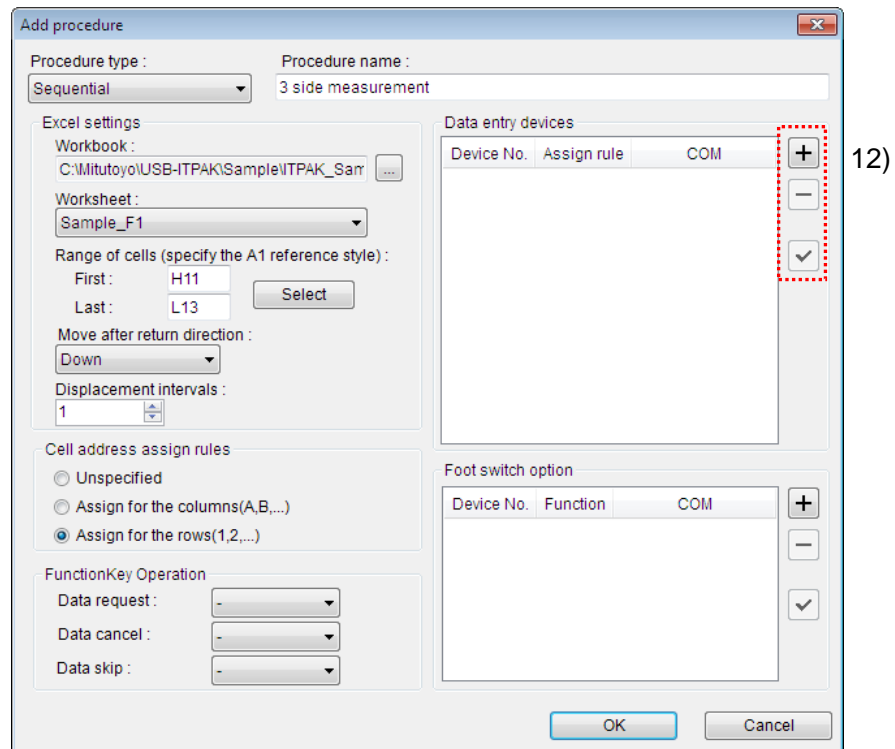 Add procedure
Procedure type :
Procedure name :
Sequential
3 side measurement
Excel settings
Workbook :
C:\Mitutoyo\USB-ITPAK\Sample\ITPAK_Sam
...
Worksheet :
Sample_F1
Range of cells (specify the A1 reference style) :
First :
H11
Last :
L13
Select
Move after return direction :
Down
Displacement intervals :
1
Cell address assign rules
Unspecified
Assign for the columns(A,B,...)
Assign for the rows(1,2,...)
FunctionKey Operation
Data request :
-
Data cancel :
-
Data skip :
-
Data entry devices
Device No. Assign rule COM
12)
Foot switch option
Device No. Function COM
OK
Cancel